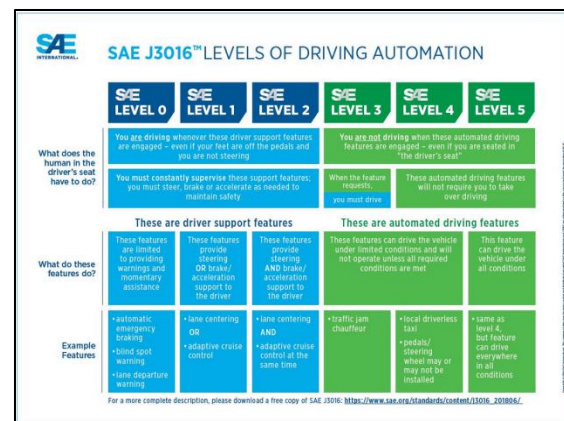 SAE
INTERNATIONAL®
SAE J3016™ LEVELS OF DRIVING AUTOMATION
SAE
LEVEL 0
SAE
LEVEL 1
SAE
LEVEL 2
SAE
LEVEL 3
SAE
LEVEL 4
SAE
LEVEL 5
What does the
human in the
driver's seat
have to do?
You are driving whenever these driver support features
are engaged – even if your feet are off the pedals and
you are not steering
You are not driving when these automated driving
features are engaged – even if you are seated in
"the driver's seat"
You must constantly supervise these support features;
you must steer, brake or accelerate as needed to
maintain safety
When the feature
requests,
you must drive
These automated driving features
will not require you to take
over driving
These are driver support features
These are automated driving features
What do these
features do?
These features
are limited
to providing
warnings and
momentary
assistance
These features
provide
steering
OR brake/
acceleration
support to
the driver
These features
provide
steering
AND brake/
acceleration
support to
the driver
These features can drive the vehicle
under limited conditions and will
not operate unless all required
conditions are met
This feature
can drive the
vehicle under
all conditions
Example
Features
•automatic
emergency
braking
•blind spot
warning
•lane departure
warning
•lane centering
OR
•adaptive cruise
control
•lane centering
AND
•adaptive cruise
control at the
same time
•traffic jam
chauffeur
•local driverless
taxi
•pedals/
steering
wheel may or
may not be
installed
•same as
level 4,
but feature
can drive
everywhere
in all
conditions
For a more complete description, please download a free copy of SAE J3016: https://www.sae.org/standards/content/j3016_201806/